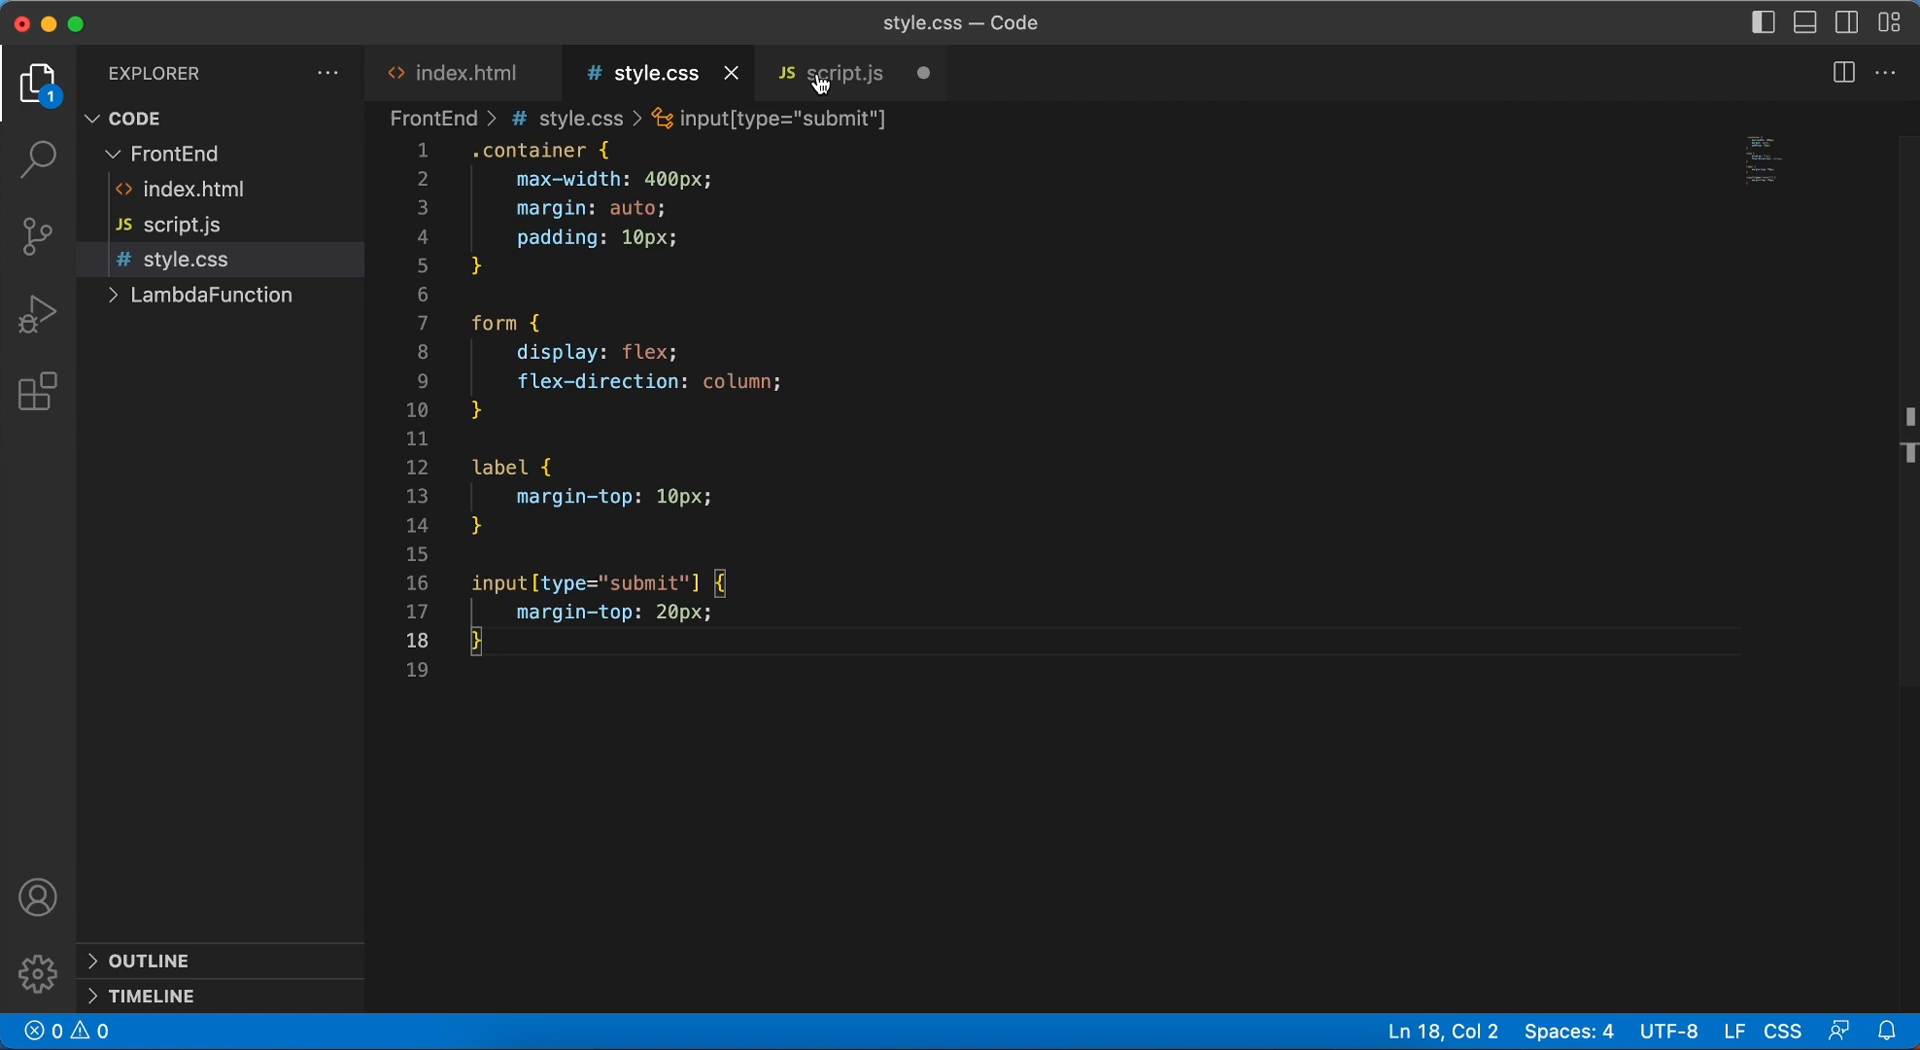 style.css — Code
EXPLORER
index.html
# style.css
JS script.js
1
CODE
FrontEnd
index.html
JS script.js
# style.css
LambdaFunction
FrontEnd > # style.css > input[type="submit"]
1 .container {
2 max-width: 400px;
3 margin: auto;
4 padding: 10px;
5 }
6
7 form {
8 display: flex;
9 flex-direction: column;
10 }
11
12 label {
13 margin-top: 10px;
14 }
15
16 input[type="submit"] {
17 margin-top: 20px;
18 }
19
OUTLINE
TIMELINE
0 0
Ln 18, Col 2 Spaces: 4 UTF-8 LF CSS